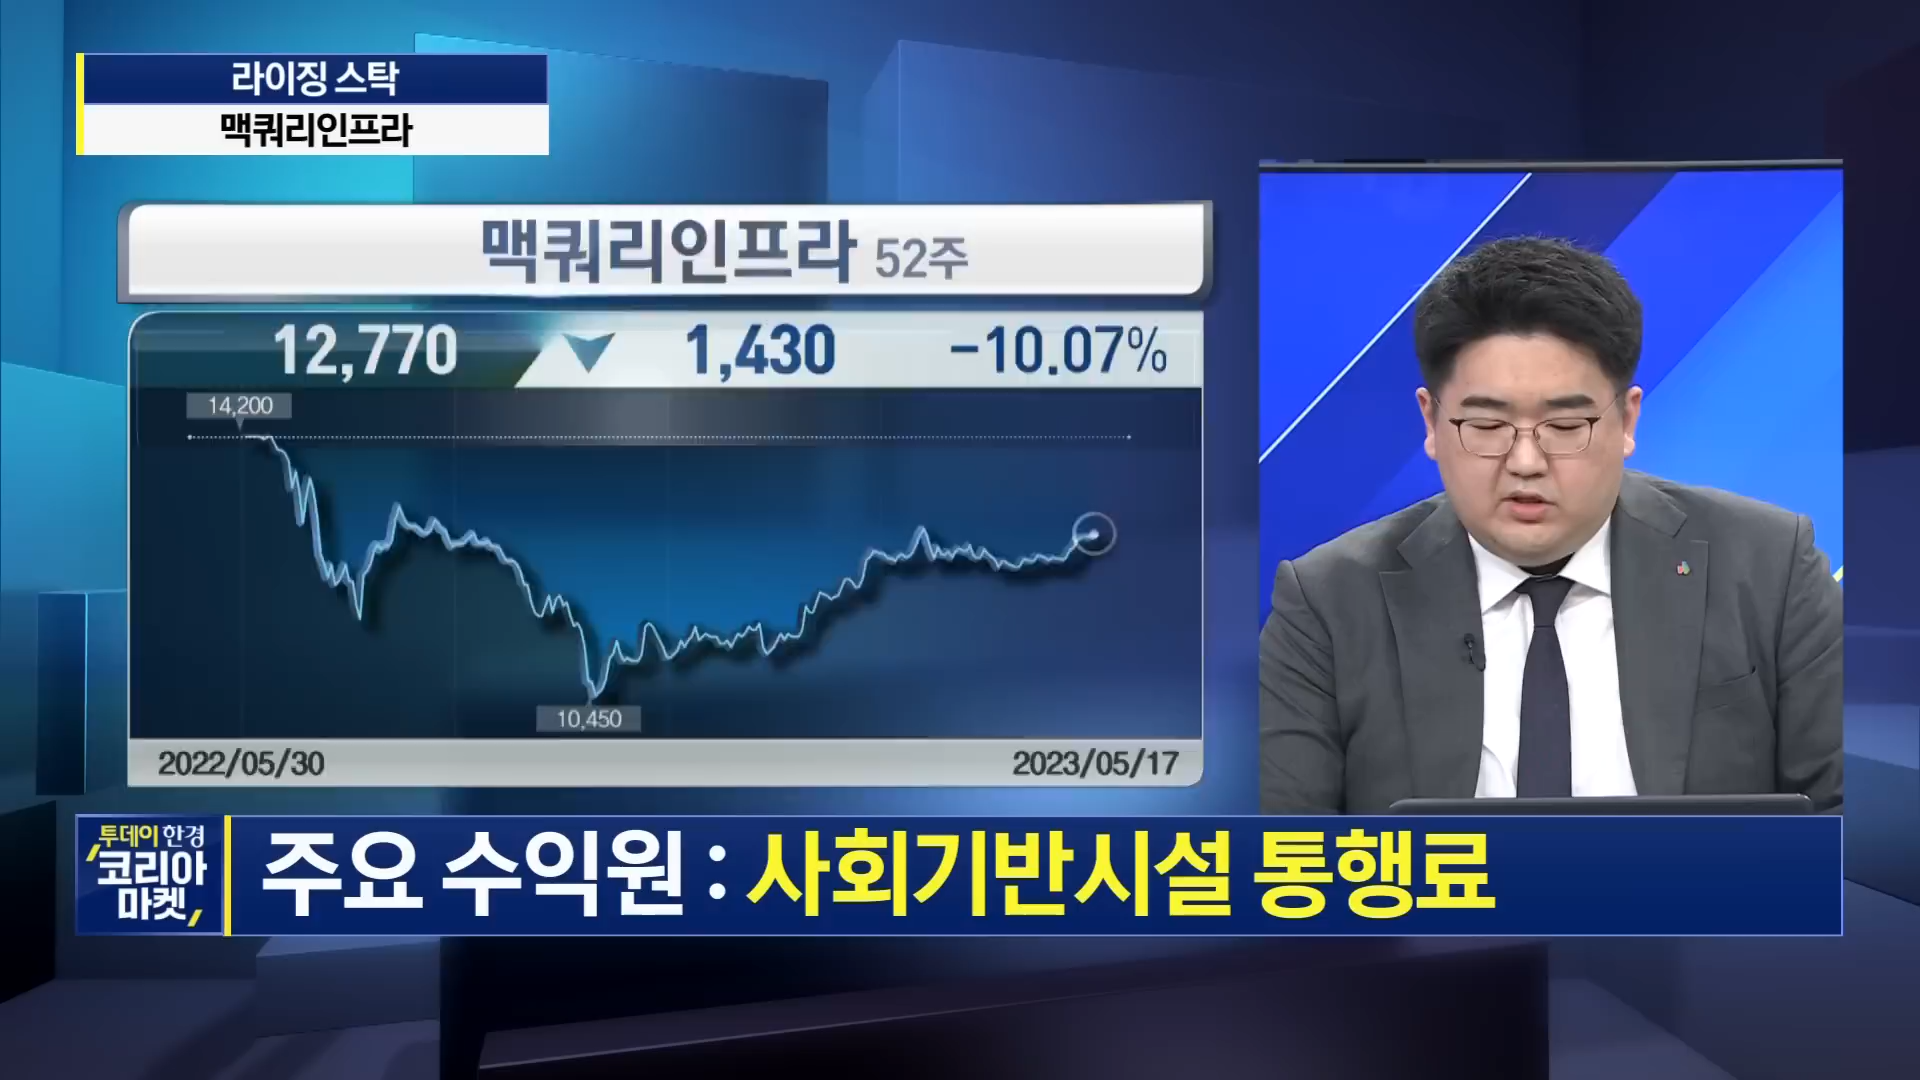 라이징 스탁
맥쿼리인프라
맥쿼리인프라 52주
12,770 ▼ 1,430 -10.07%
14,200
10,450
2022/05/30 2023/05/17
투데이 한경
코리아
마켓
주요 수익원 : 사회기반시설 통행료